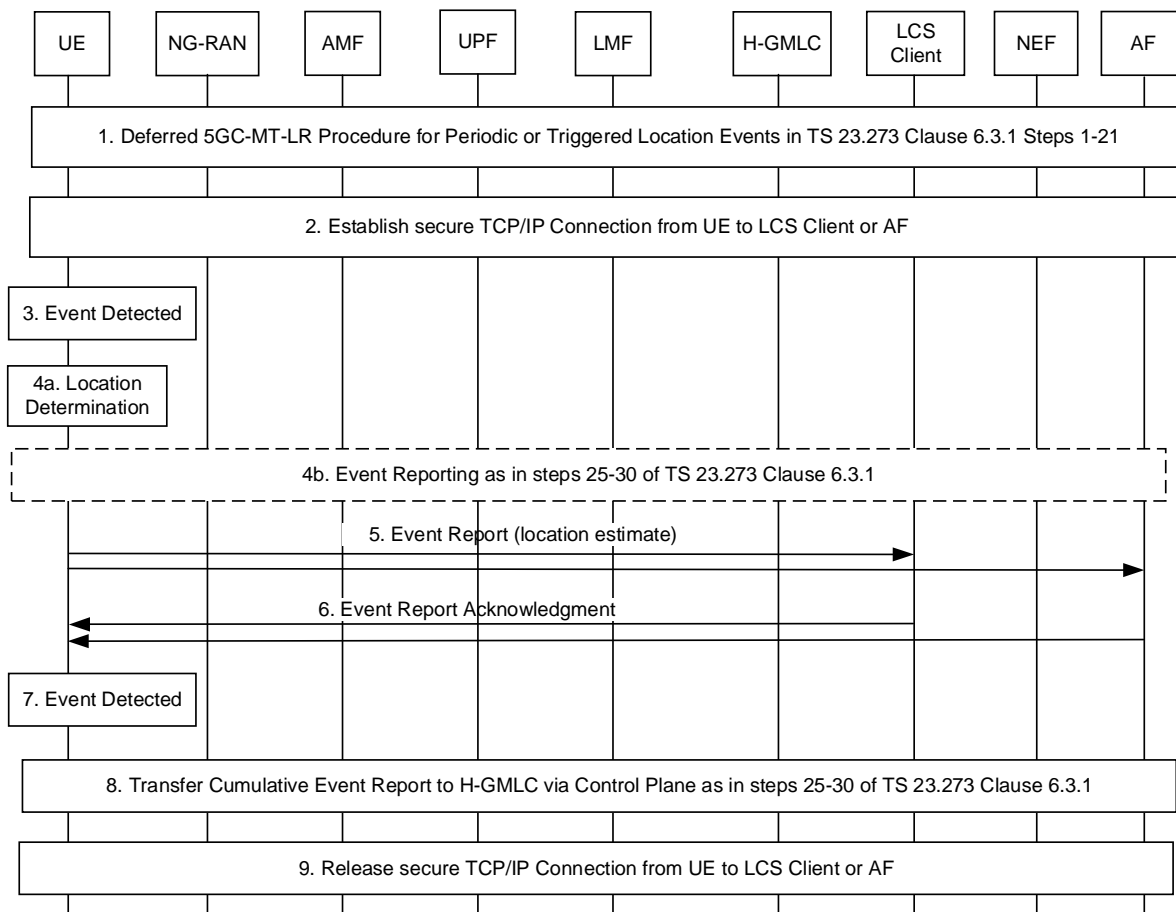 UE
NG-RAN
AMF
UPF
LMF
H-GMLC
LCS
Client
NEF
AF
1. Deferred 5GC-MT-LR Procedure for Periodic or Triggered Location Events in TS 23.273 Clause 6.3.1 Steps 1-21
2. Establish secure TCP/IP Connection from UE to LCS Client or AF
3. Event Detected
4a. Location
Determination
4b. Event Reporting as in steps 25-30 of TS 23.273 Clause 6.3.1
5. Event Report (location estimate)
6. Event Report Acknowledgment
7. Event Detected
8. Transfer Cumulative Event Report to H-GMLC via Control Plane as in steps 25-30 of TS 23.273 Clause 6.3.1
9. Release secure TCP/IP Connection from UE to LCS Client or AF